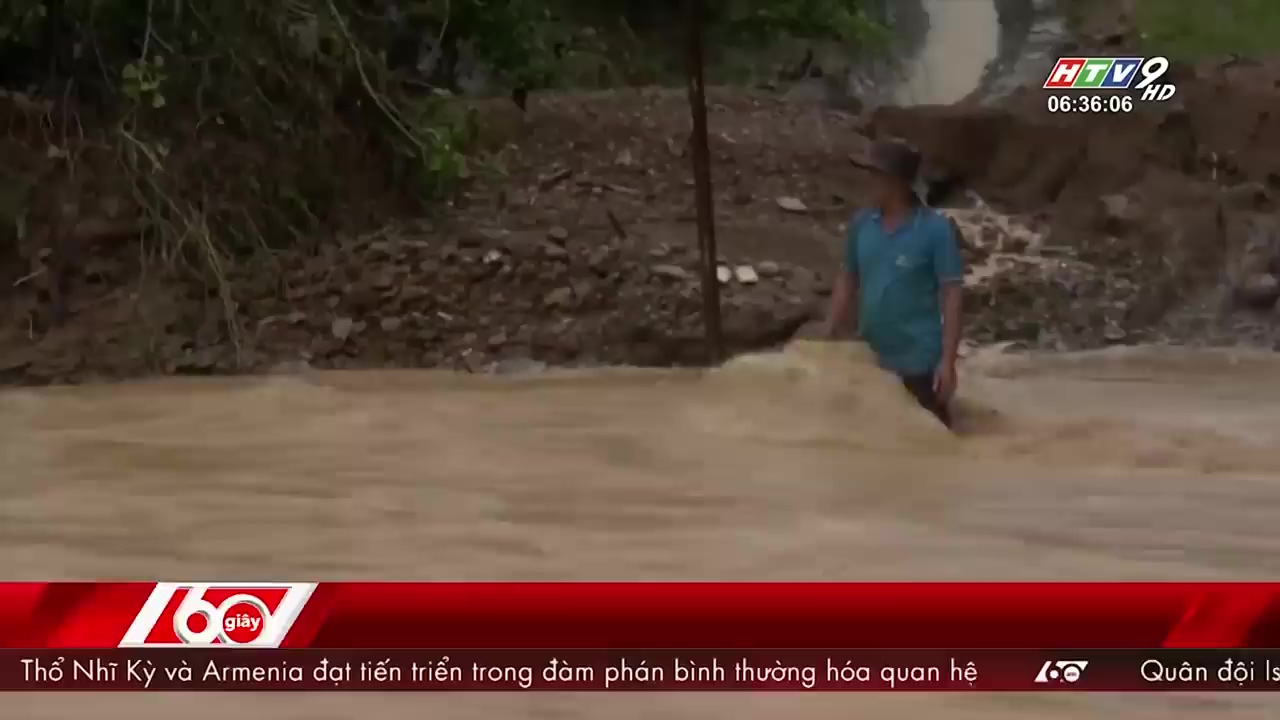 HTV9
HD
06:36:06
60 giây
Thổ Nhĩ Kỳ và Armenia đạt tiến triển trong đàm phán bình thường hóa quan hệ
60 Quân đội Is